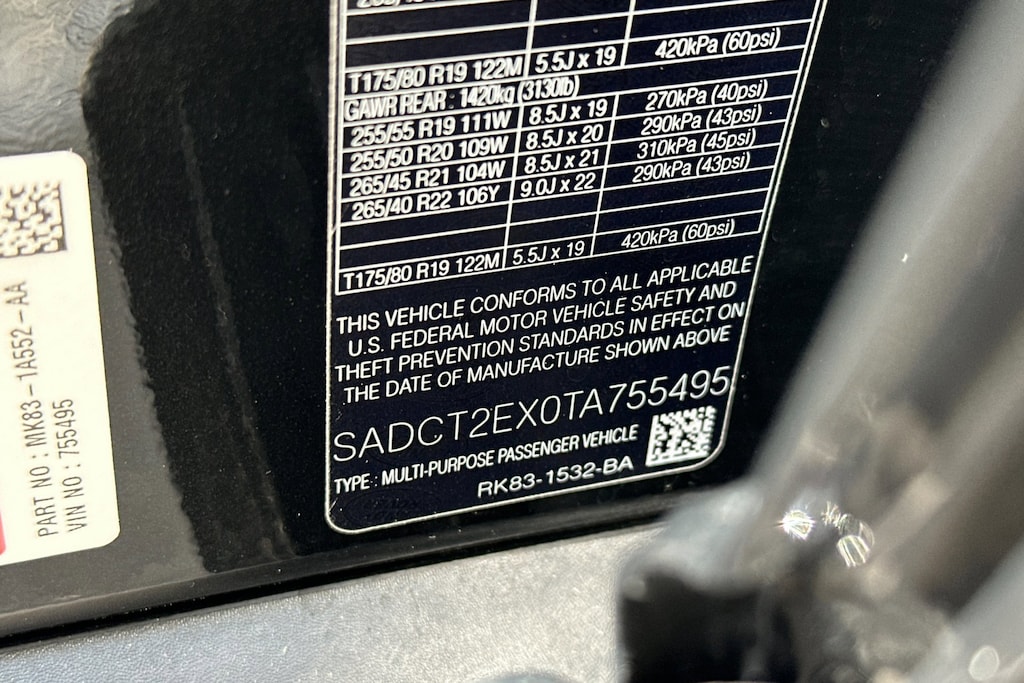 T175/80 R19 122M 5.5J x 19 420kPa (60psi)
GAWR REAR : 1420kg (3130lb)
255/55 R19 111W 8.5J x 19 270kPa (40psi)
255/50 R20 109W 8.5J x 20 290kPa (43psi)
265/45 R21 104W 8.5J x 21 310kPa (45psi)
265/40 R22 106Y 9.0J x 22 290kPa (43psi)
T175/80 R19 122M 5.5J x 19 420kPa (60psi)
THIS VEHICLE CONFORMS TO ALL APPLICABLE
U.S. FEDERAL MOTOR VEHICLE SAFETY AND
THEFT PREVENTION STANDARDS IN EFFECT ON
THE DATE OF MANUFACTURE SHOWN ABOVE
SADCT2EX0TA755495
TYPE : MULTI-PURPOSE PASSENGER VEHICLE
RK83-1532-BA
PART NO : MK83-1A552-AA
VIN NO : 755495